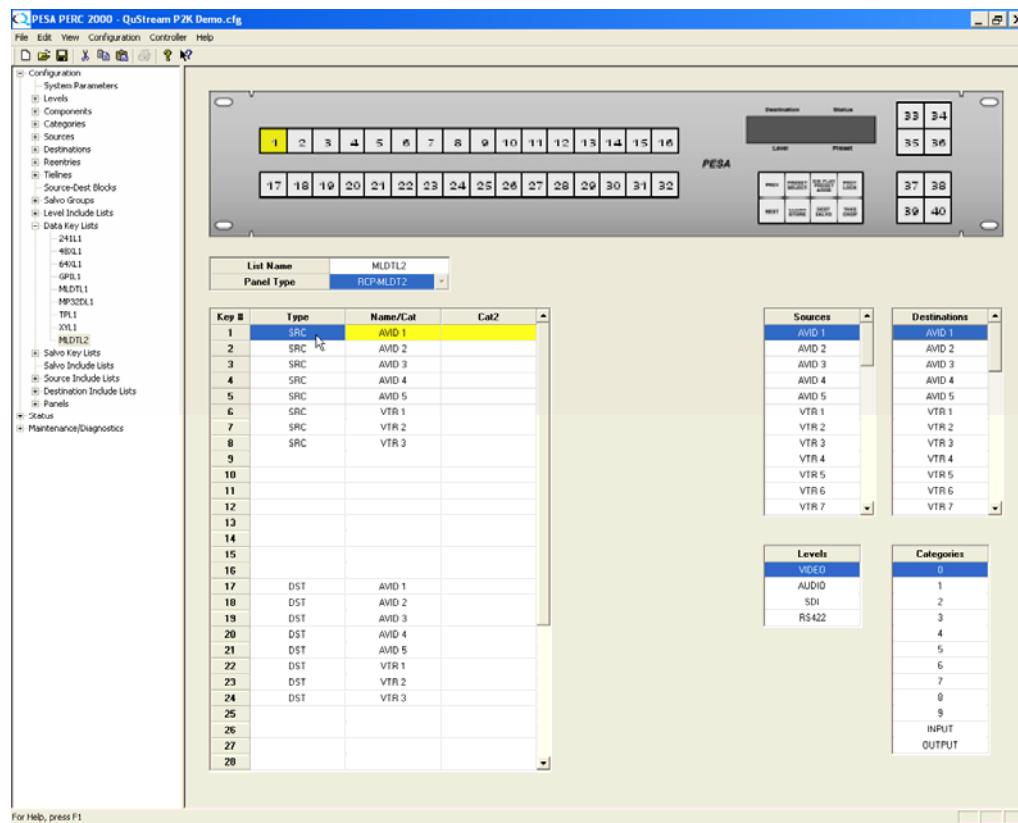 PESA PERC 2000 - QuStream P2K Demo.cfg
File Edit View Configuration Controller Help
Configuration
System Parameters
Levels
Components
Categories
Sources
Destinations
Reentries
Tielines
Source-Dest Blocks
Salvo Groups
Level Include Lists
Data Key Lists
241L1
48XL1
64XL1
GPIL1
MLDTL1
MP32DL1
TPL1
XYL1
MLDTL2
Salvo Key Lists
Salvo Include Lists
Source Include Lists
Destination Include Lists
Panels
Status
Maintenance/Diagnostics
1 2 3 4 5 6 7 8 9 10 11 12 13 14 15 16
17 18 19 20 21 22 23 24 25 26 27 28 29 30 31 32
PESA
Destination Status
Level Preset
PREV PRESET SELECT
NEXT
33 34
35 36
37 38
39 40
List Name MLDTL2
Panel Type RCP-MLDT2
Key # Type Name/Cat Cat2
1 SRC AVID 1
2 SRC AVID 2
3 SRC AVID 3
4 SRC AVID 4
5 SRC AVID 5
6 SRC VTR 1
7 SRC VTR 2
8 SRC VTR 3
9
10
11
12
13
14
15
16
17 DST AVID 1
18 DST AVID 2
19 DST AVID 3
20 DST AVID 4
21 DST AVID 5
22 DST VTR 1
23 DST VTR 2
24 DST VTR 3
25
26
27
28
Sources
AVID 1
AVID 2
AVID 3
AVID 4
AVID 5
VTR 1
VTR 2
VTR 3
VTR 4
VTR 5
VTR 6
VTR 7
Destinations
AVID 1
AVID 2
AVID 3
AVID 4
AVID 5
VTR 1
VTR 2
VTR 3
VTR 4
VTR 5
VTR 6
VTR 7
Levels
VIDEO
AUDIO
SDI
RS422
Categories
0
1
2
3
4
5
6
7
8
9
INPUT
OUTPUT
For Help, press F1